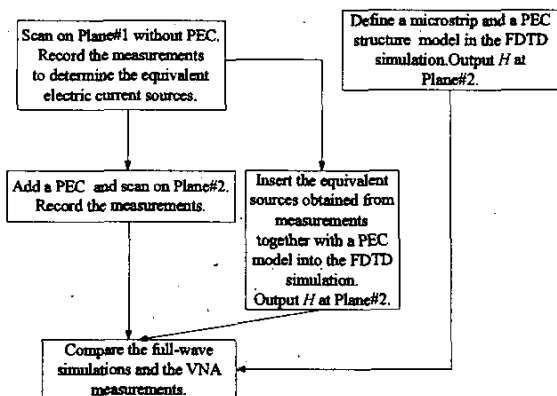 Scan on Plane#1 without PEC.
Record the measurements
to determine the equivalent
electric current sources.
Define a microstrip and a PEC
structure model in the FDTD
simulation.Output H at
Plane#2.
Add a PEC and scan on Plane#2.
Record the measurements.
Insert the equivalent
sources obtained from
measurements
together with a PEC
model into the FDTD
simulation.
Output H at Plane#2.
Compare the full-wave
simulations and the VNA
measurements.